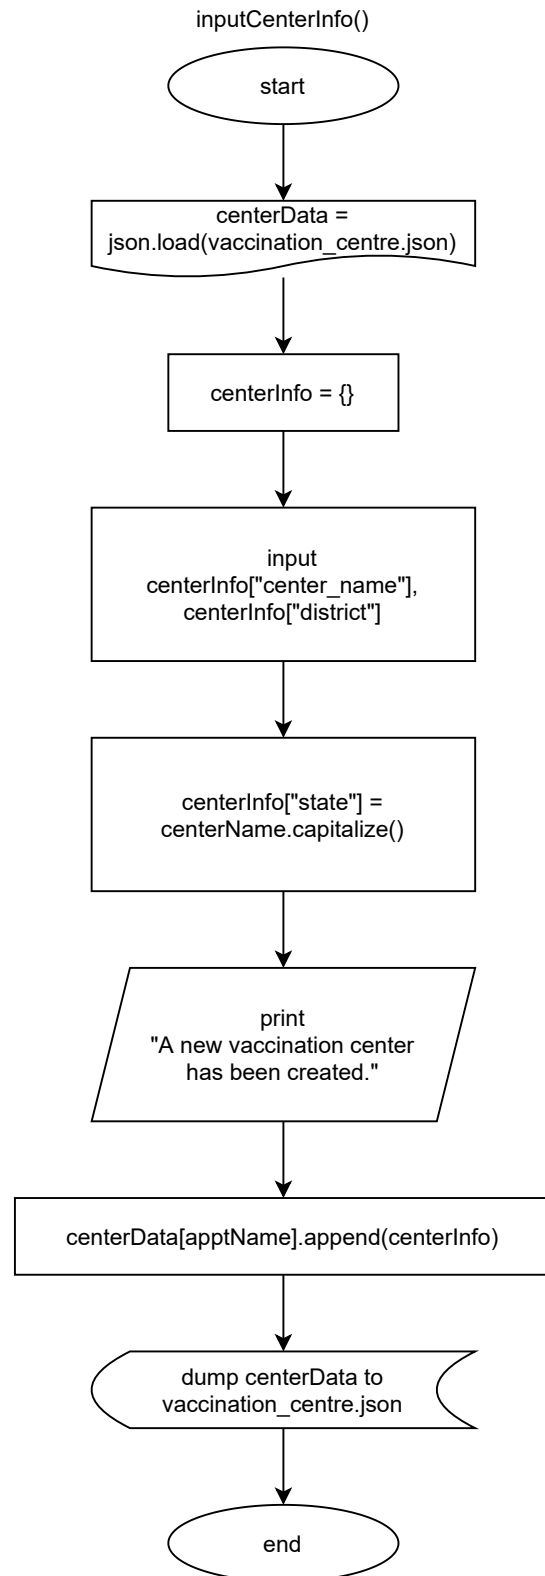 inputCenterInfo()
start
centerData =
json.load(vaccination_centre.json)
centerInfo = {}
input
centerInfo["center_name"],
centerInfo["district"]
centerInfo["state"] =
centerName.capitalize()
print
"A new vaccination center
has been created."
centerData[apptName].append(centerInfo)
dump centerData to
vaccination_centre.json
end